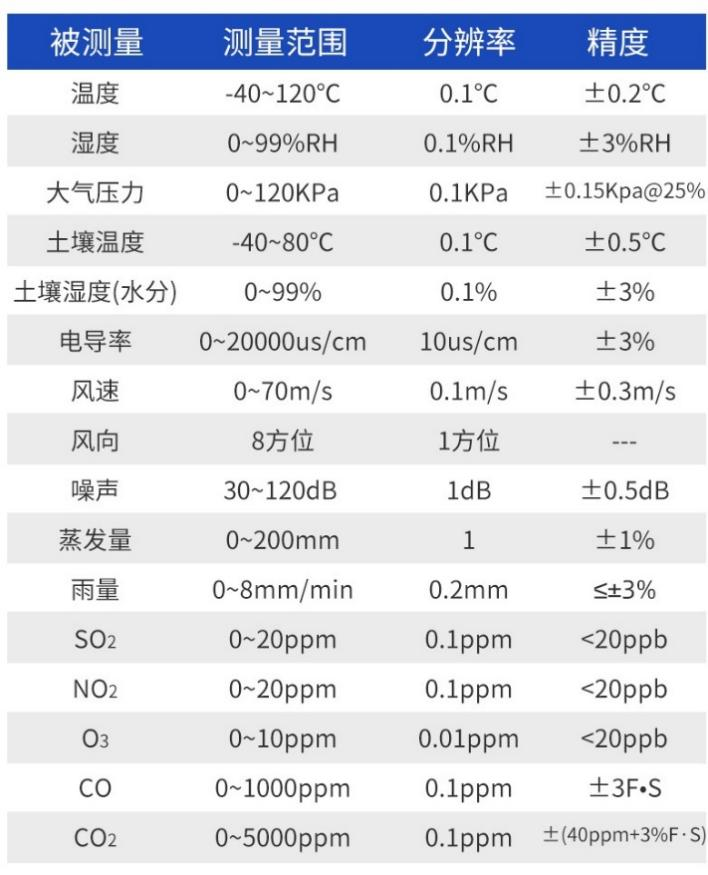 被测量 测量范围 分辨率 精度
温度 -40~120℃ 0.1℃ ±0.2℃
湿度 0~99%RH 0.1%RH ±3%RH
大气压力 0~120KPa 0.1KPa ±0.15Kpa@25%
土壤温度 -40~80℃ 0.1℃ ±0.5℃
土壤湿度(水分) 0~99% 0.1% ±3%
电导率 0~20000us/cm 10us/cm ±3%
风速 0~70m/s 0.1m/s ±0.3m/s
风向 8方位 1方位 ---
噪声 30~120dB 1dB ±0.5dB
蒸发量 0~200mm 1 ±1%
雨量 0~8mm/min 0.2mm ≤±3%
SO₂ 0~20ppm 0.1ppm <20ppb
NO₂ 0~20ppm 0.1ppm <20ppb
O₃ 0~10ppm 0.01ppm <20ppb
CO 0~1000ppm 0.1ppm ±3F•S
CO₂ 0~5000ppm 0.1ppm ±(40ppm+3%F·S)